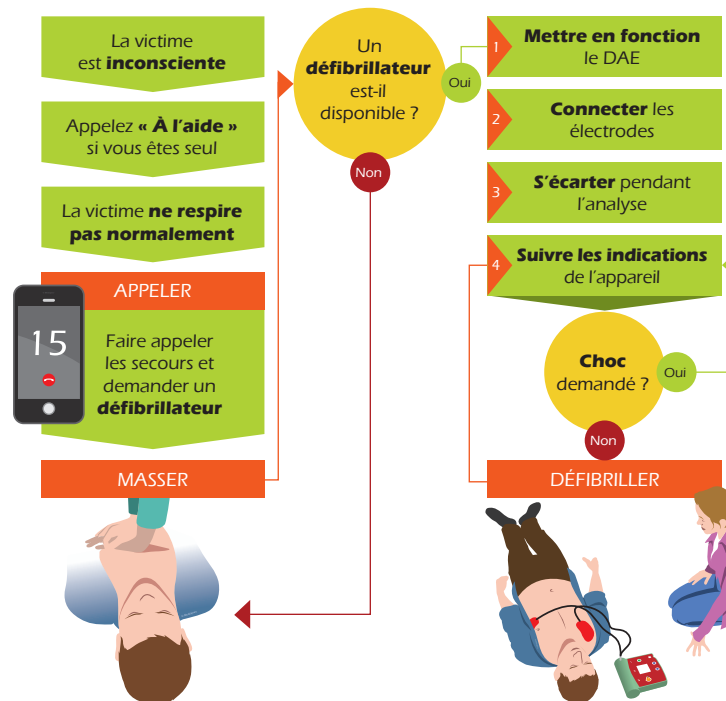 La victime
est inconsciente
Appelez « À l'aide »
si vous êtes seul
La victime ne respire
pas normalement
APPELER
15
Faire appeler
les secours et
demander un
défibrillateur
MASSER
Un
défibrillateur
est-il
disponible ?
Oui
Non
1
Mettre en fonction
le DAE
2
Connecter les
électrodes
3
S'écarter pendant
l'analyse
4
Suivre les indications
de l'appareil
Choc
demandé ?
Oui
Non
DÉFIBRILLER